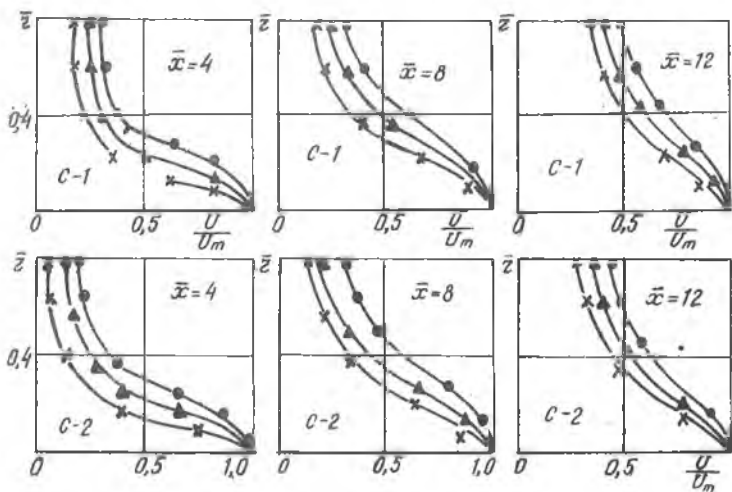 z̄ x̄=4 z̄ x̄=8 z̄ x̄=12
0,4
C-1 C-1 C-1
0 0,5 U/Um 0 0,5 U/Um 0 0,5 U/Um
z̄ x̄=4 z̄ x̄=8 z̄ x̄=12
0,4
C-2 C-2 C-2
0 0,5 1,0 0 0,5 1,0 0 0,5 U/Um